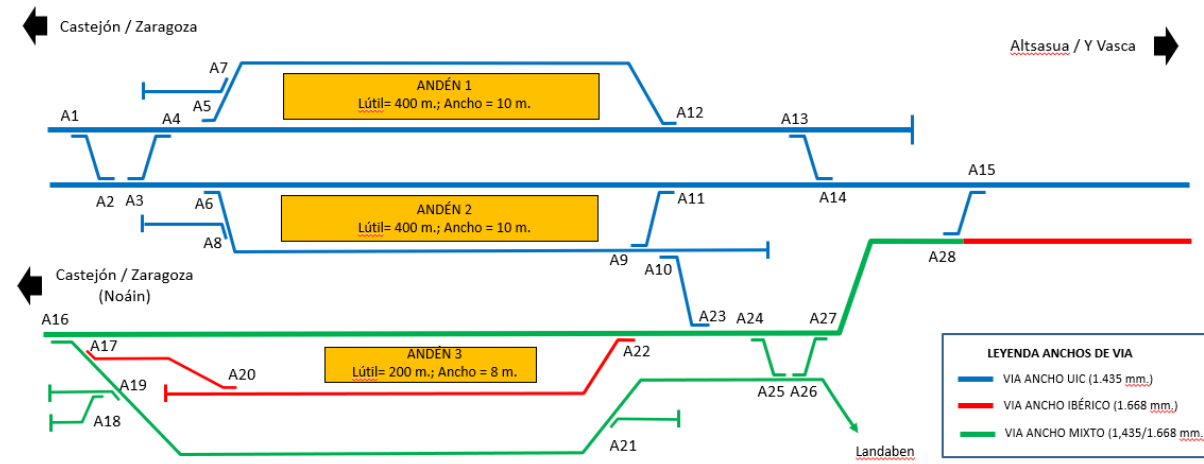 Castejón / Zaragoza
Altsasua / Y Vasca
A7
ANDÉN 1
Lútil= 400 m.; Ancho = 10 m.
A5
A1
A4
A12
A13
A2
A3
A6
A11
A14
A15
ANDÉN 2
Lútil= 400 m.; Ancho = 10 m.
A8
A9
A10
A28
Castejón / Zaragoza
(Noáin)
A16
A23
A24
A27
A17
A22
ANDÉN 3
Lútil= 200 m.; Ancho = 8 m.
A20
A19
A18
A25
A26
A21
Landaben
LEYENDA ANCHOS DE VIA
VIA ANCHO UIC (1.435 mm.)
VIA ANCHO IBÉRICO (1.668 mm.)
VIA ANCHO MIXTO (1,435/1.668 mm.